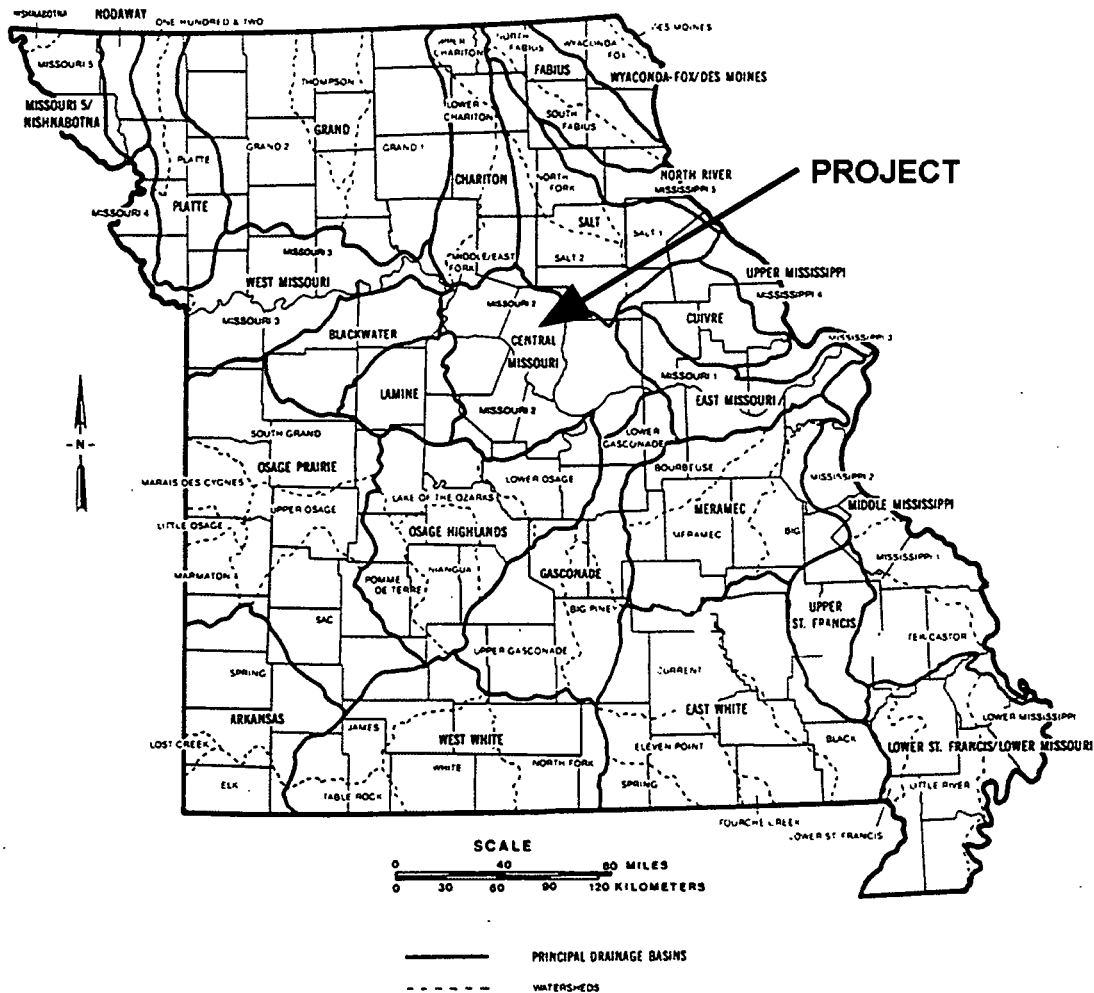 NISHNABOTNA
NODAWAY
ONE HUNDRED & TWO
DES MOINES
MISSOURI 5
UPPER
CHARITON
NORTH
FABIUS
WYACONDA
FOX
FABIUS
WYACONDA-FOX/DES MOINES
THOMPSON
LOWER
CHARITON
SOUTH
FABIUS
MISSOURI 5/
NISHNABOTNA
GRAND
PLATTE
GRAND 2
GRAND 1
CHARITON
NORTH
FORK
NORTH RIVER
MISSISSIPPI 5
PROJECT
MISSOURI 4
PLATTE
SALT
SALT 1
MISSOURI 3
MIDDLE/EAST
FORK
SALT 2
WEST MISSOURI
UPPER MISSISSIPPI
MISSISSIPPI 4
MISSOURI 2
MISSOURI 3
BLACKWATER
CUIVRE
CENTRAL
MISSOURI
MISSISSIPPI 3
MISSOURI 1
LAMINE
EAST MISSOURI
MISSOURI 2
SOUTH GRAND
LOWER
GASCONADE
BOURBEUSE
OSAGE PRAIRIE
MARAIS DES CYGNES
LAKE OF THE OZARKS
LOWER OSAGE
MISSISSIPPI 2
UPPER OSAGE
MERAMEC
MIDDLE MISSISSIPPI
LITTLE OSAGE
OSAGE HIGHLANDS
MERAMEC
BIG
MISSISSIPPI 1
MARMATON
NIANGUA
GASCONADE
POMME
DE TERRE
BIG PINEY
UPPER
ST. FRANCIS
SAC
UPPER GASCONADE
SPRING
CURRENT
ARKANSAS
JAMES
WEST WHITE
EAST WHITE
LOWER MISSISSIPPI
LOST CREEK
ELEVEN POINT
BLACK
LOWER ST. FRANCIS/LOWER MISSOURI
WHITE
NORTH FORK
ELK
SPRING
LITTLE RIVER
TABLE ROCK
FOURCHE CREEK
LOWER ST. FRANCIS
N
SCALE
0 40 80 MILES
0 30 60 90 120 KILOMETERS
PRINCIPAL DRAINAGE BASINS
WATERSHEDS